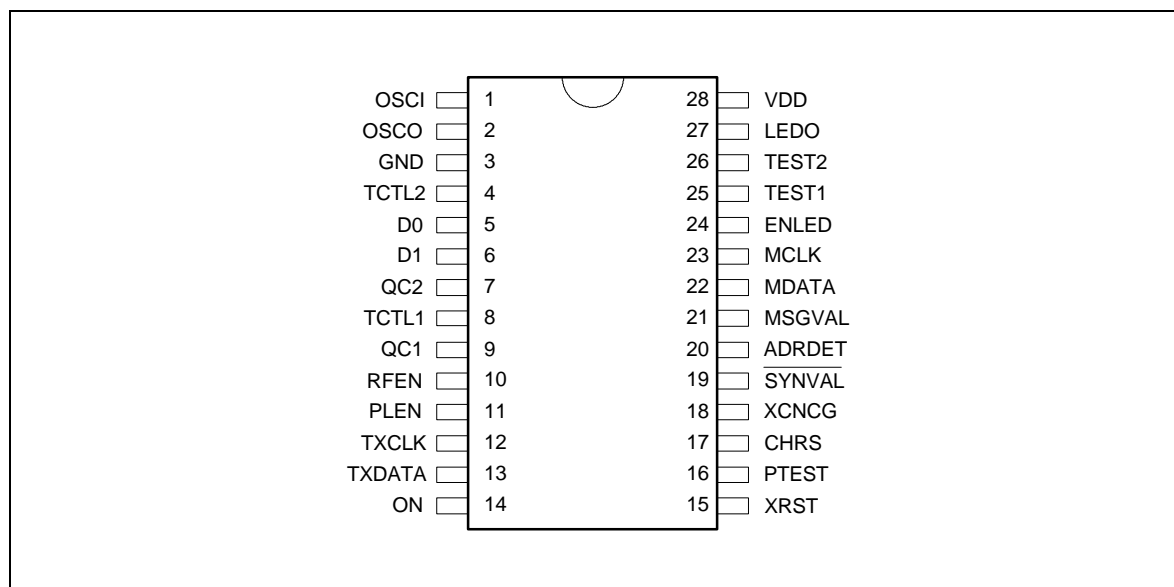 OSCI 1 28 VDD
OSCO 2 27 LEDO
GND 3 26 TEST2
TCTL2 4 25 TEST1
D0 5 24 ENLED
D1 6 23 MCLK
QC2 7 22 MDATA
TCTL1 8 21 MSGVAL
QC1 9 20 ADRDET
RFEN 10 19 SYNVAL
PLEN 11 18 XCNCG
TXCLK 12 17 CHRS
TXDATA 13 16 PTEST
ON 14 15 XRST